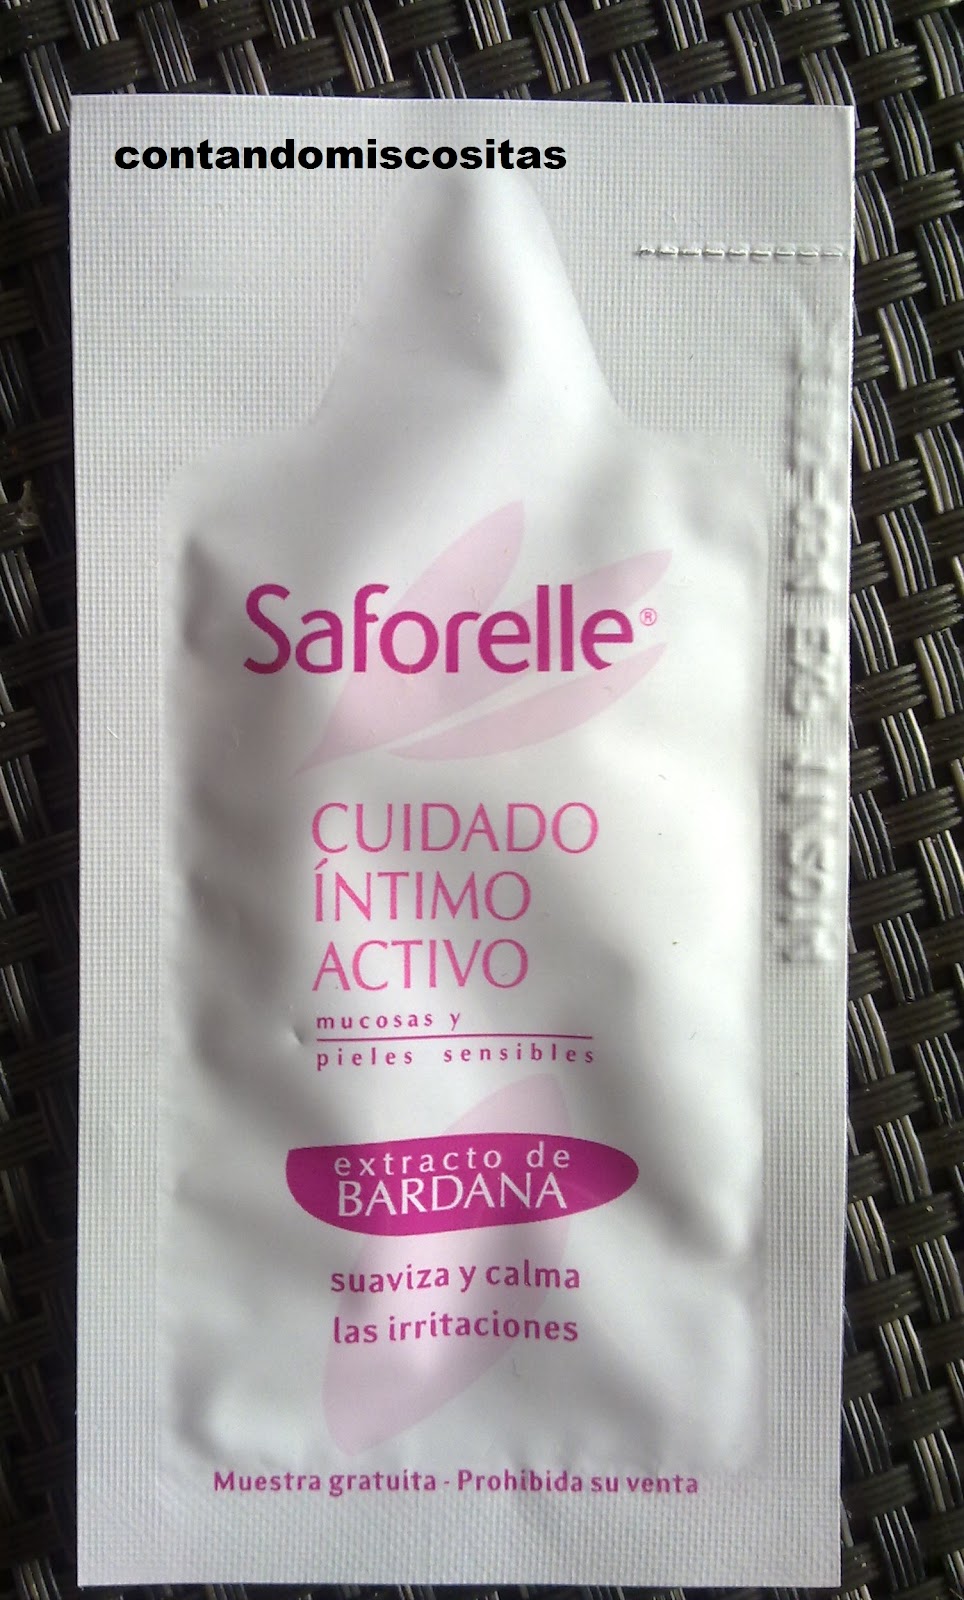 contandomiscositas
Saforelle®
CUIDADO
ÍNTIMO
ACTIVO
mucosas y
pieles sensibles
extracto de
BARDANA
suaviza y calma
las irritaciones
Muestra gratuita - Prohibida su venta